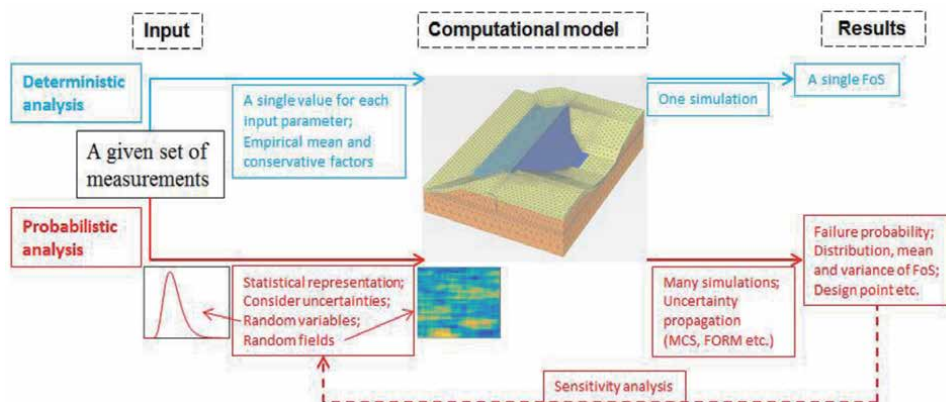 Input
Computational model
Results
Deterministic
analysis
A single value for each
input parameter;
Empirical mean and
conservative factors
One simulation
A single FoS
A given set of
measurements
Probabilistic
analysis
Statistical representation;
Consider uncertainties;
Random variables;
Random fields
Many simulations;
Uncertainty
propagation
(MCS, FORM etc.)
Failure probability;
Distribution, mean
and variance of FoS;
Design point etc.
Sensitivity analysis